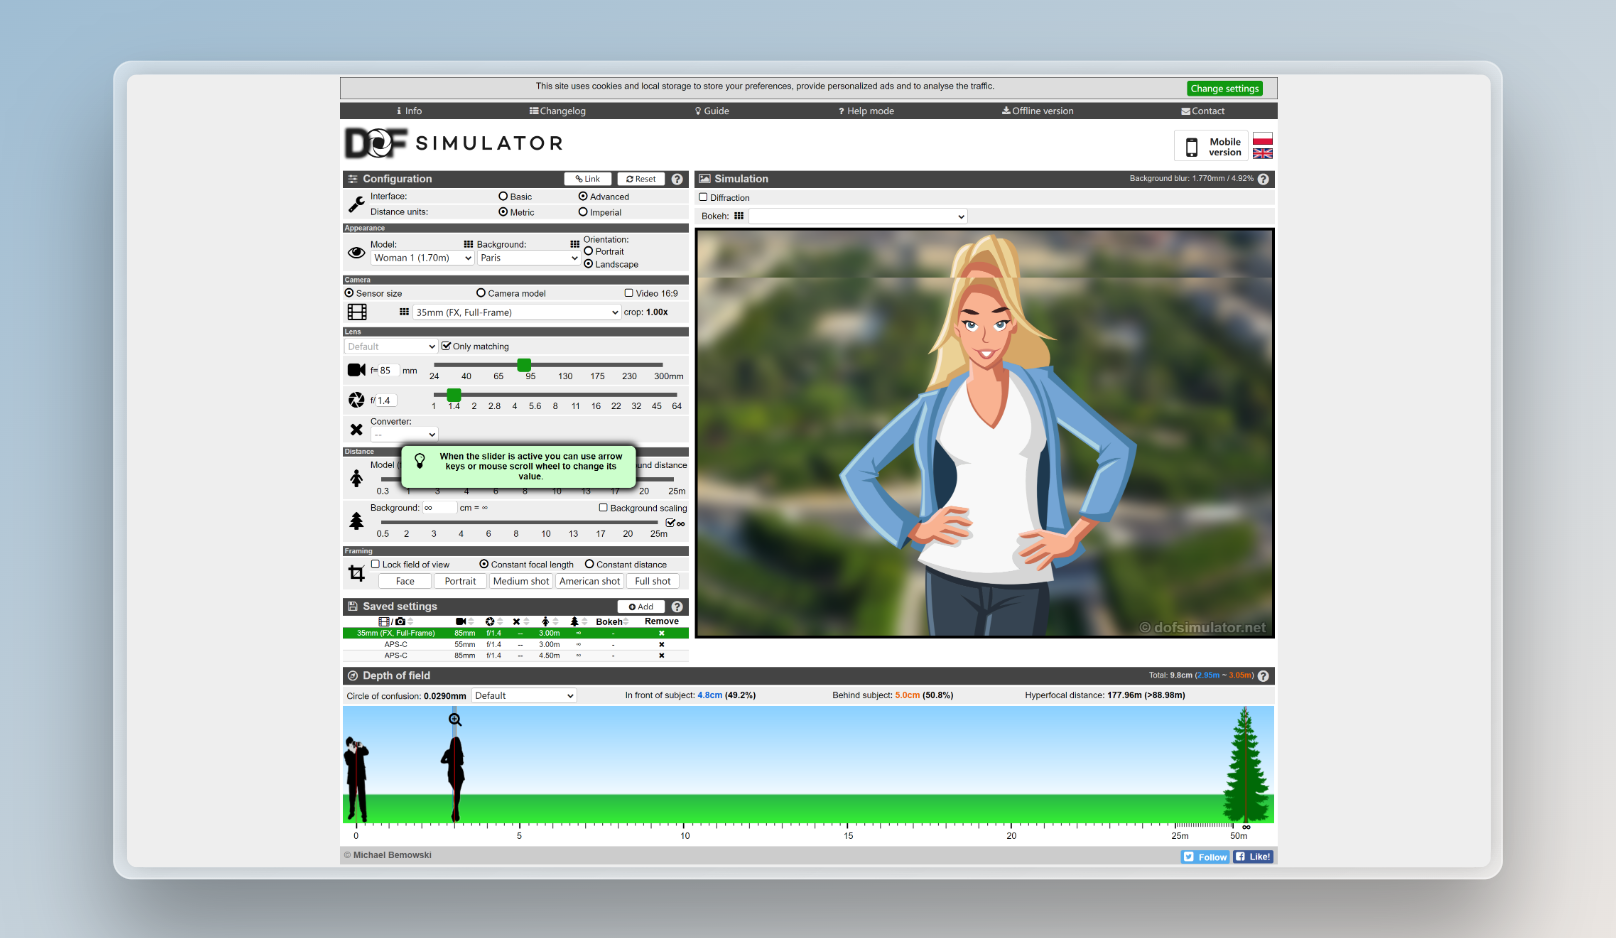 This site uses cookies and local storage to store your preferences, provide personalized ads and to analyse the traffic.
Change settings
Info
Changelog
Guide
? Help mode
Offline version
Contact
DOF SIMULATOR
Mobile version
Configuration
Link
Reset
?
Interface:
Basic
Advanced
Distance units:
Metric
Imperial
Appearance
Model:
Woman 1 (1.70m)
Background:
Paris
Orientation:
Portrait
Landscape
Camera
Sensor size
Camera model
Video 16:9
35mm (FX, Full-Frame)
crop: 1.00x
Lens
Default
Only matching
f= 85 mm
24 40 65 95 130 175 230 300mm
f/ 1.4
1 1.4 2 2.8 4 5.6 8 11 16 22 32 45 64
Converter:
--
Distance
When the slider is active you can use arrow
keys or mouse scroll wheel to change its
value.
Model (
und distance
0.3 1 3 4 6 8 10 13 17 20 25m
Background: ∞ cm = ∞
Background scaling
∞
0.5 2 3 4 6 8 10 13 17 20 25m
Framing
Lock field of view
Constant focal length
Constant distance
Face
Portrait
Medium shot
American shot
Full shot
Saved settings
Add
?
/
Bokeh
Remove
35mm (FX, Full-Frame) 85mm f/1.4 -- 3.00m ∞ -
APS-C 55mm f/1.4 -- 3.00m ∞ -
APS-C 85mm f/1.4 -- 4.50m ∞ -
Simulation
Background blur: 1.770mm / 4.92%
?
Diffraction
Bokeh:
© dofsimulator.net
Depth of field
Total: 9.8cm (2.95m ~ 3.05m)
?
Circle of confusion: 0.0290mm
Default
In front of subject: 4.8cm (49.2%)
Behind subject: 5.0cm (50.8%)
Hyperfocal distance: 177.96m (>88.98m)
∞
0 5 10 15 20 25m 50m
© Michael Bemowski
Follow
Like!